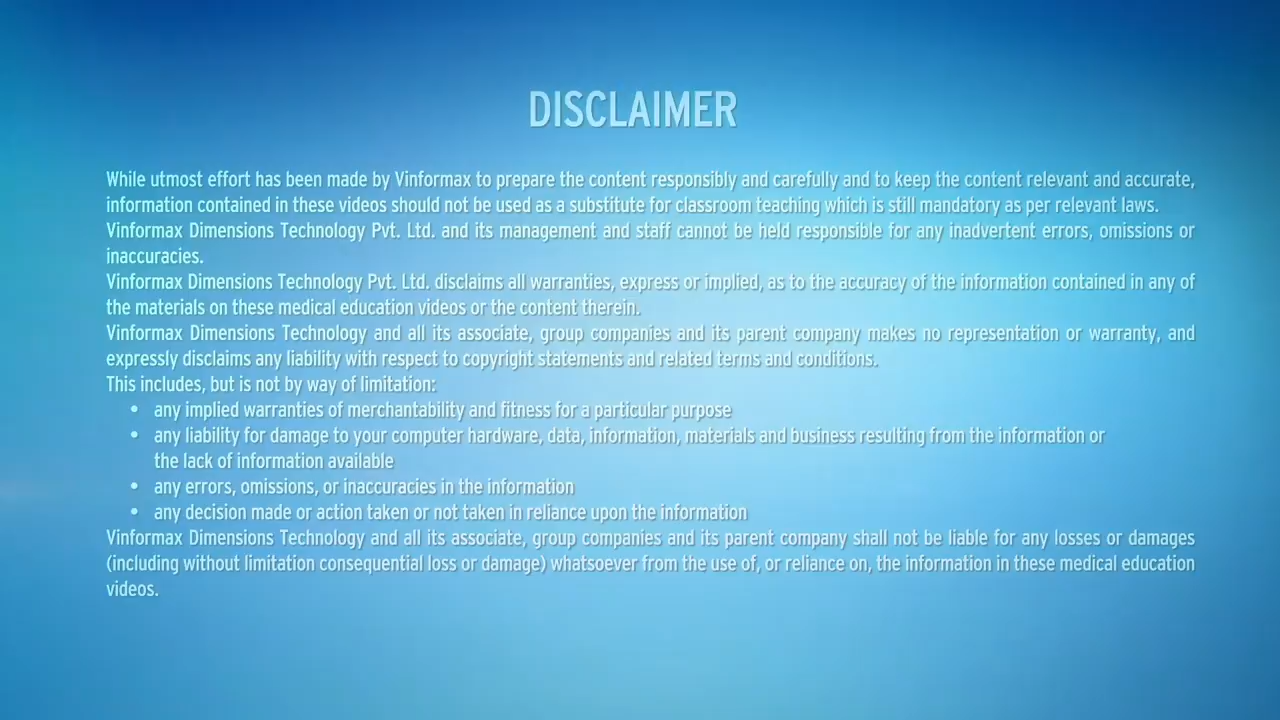 DISCLAIMER
While utmost effort has been made by Vinformax to prepare the content responsibly and carefully and to keep the content relevant and accurate,
information contained in these videos should not be used as a substitute for classroom teaching which is still mandatory as per relevant laws.
Vinformax Dimensions Technology Pvt. Ltd. and its management and staff cannot be held responsible for any inadvertent errors, omissions or
inaccuracies.
Vinformax Dimensions Technology Pvt. Ltd. disclaims all warranties, express or implied, as to the accuracy of the information contained in any of
the materials on these medical education videos or the content therein.
Vinformax Dimensions Technology and all its associate, group companies and its parent company makes no representation or warranty, and
expressly disclaims any liability with respect to copyright statements and related terms and conditions.
This includes, but is not by way of limitation:
• any implied warranties of merchantability and fitness for a particular purpose
• any liability for damage to your computer hardware, data, information, materials and business resulting from the information or
the lack of information available
• any errors, omissions, or inaccuracies in the information
• any decision made or action taken or not taken in reliance upon the information
Vinformax Dimensions Technology and all its associate, group companies and its parent company shall not be liable for any losses or damages
(including without limitation consequential loss or damage) whatsoever from the use of, or reliance on, the information in these medical education
videos.